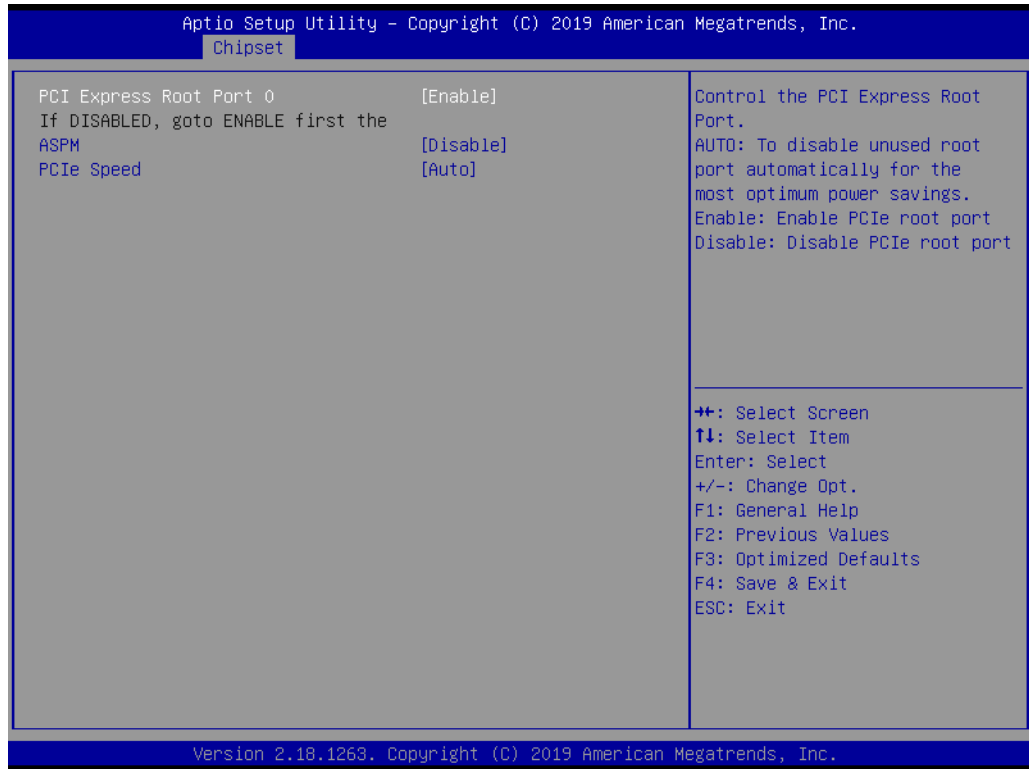 Aptio Setup Utility – Copyright (C) 2019 American Megatrends, Inc.
Chipset
PCI Express Root Port 0 [Enable]
If DISABLED, goto ENABLE first the
ASPM [Disable]
PCIe Speed [Auto]
Control the PCI Express Root
Port.
AUTO: To disable unused root
port automatically for the
most optimum power savings.
Enable: Enable PCIe root port
Disable: Disable PCIe root port
→←: Select Screen
↑↓: Select Item
Enter: Select
+/-: Change Opt.
F1: General Help
F2: Previous Values
F3: Optimized Defaults
F4: Save & Exit
ESC: Exit
Version 2.18.1263. Copyright (C) 2019 American Megatrends, Inc.